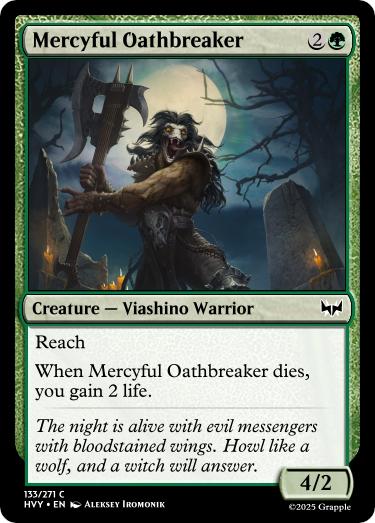 Mercyful Oathbreaker 2
Creature — Viashino Warrior
Reach
When Mercyful Oathbreaker dies,
you gain 2 life.
The night is alive with evil messengers
with bloodstained wings. Howl like a
wolf, and a witch will answer.
4/2
133/271 C
HVY • EN Aleksey Iromonik
©2025 Grapple